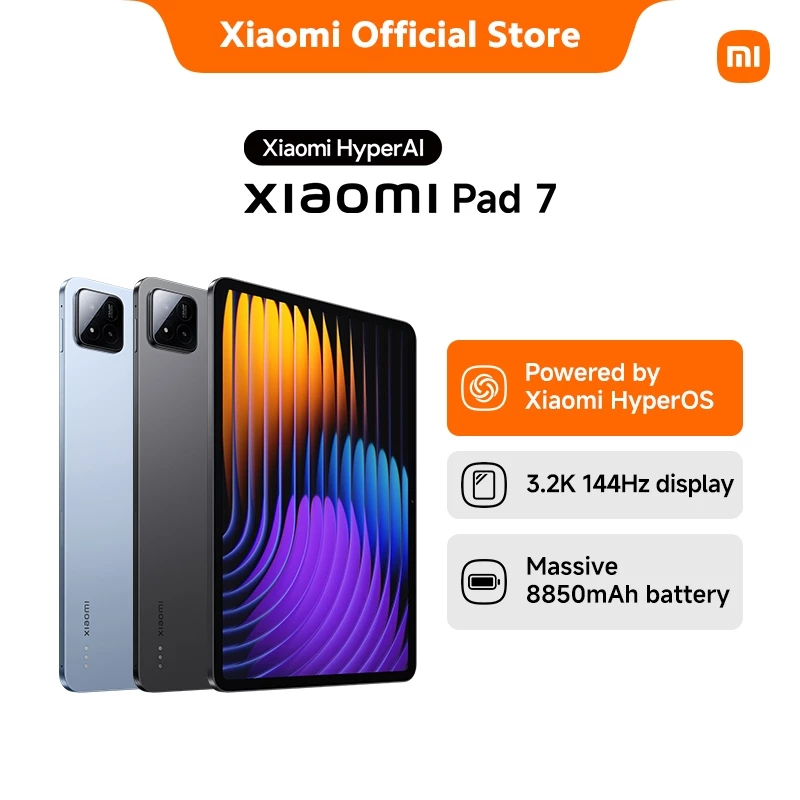 Xiaomi Official Store
mi
Xiaomi HyperAI
xiaomi Pad 7
Powered by
Xiaomi HyperOS
3.2K 144Hz display
Massive
8850mAh battery
xiaomi
xiaomi